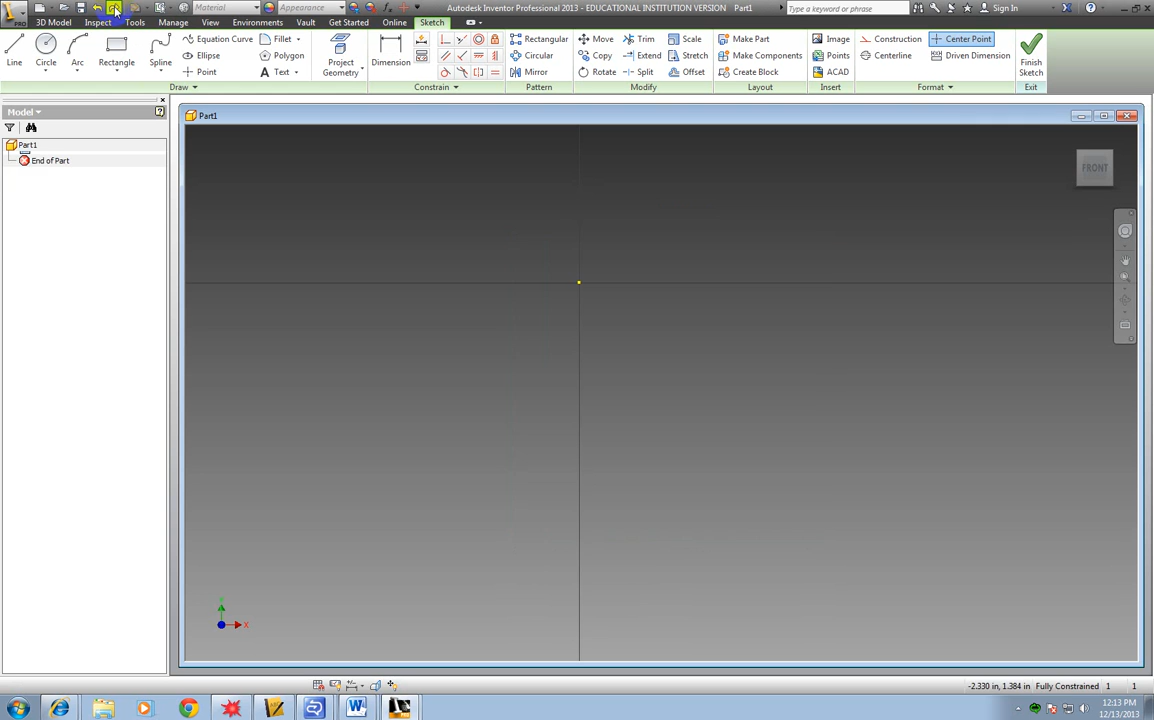 Material
Appearance
Autodesk Inventor Professional 2013 - EDUCATIONAL INSTITUTION VERSION Part1
Type a keyword or phrase
Sign In
PRO
3D Model
Inspect
Tools
Manage
View
Environments
Vault
Get Started
Online
Sketch
Line
Circle
Arc
Rectangle
Spline
Equation Curve
Ellipse
Point
Fillet
Polygon
Text
Project
Geometry
Dimension
Rectangular
Circular
Mirror
Move
Copy
Rotate
Trim
Extend
Split
Scale
Stretch
Offset
Make Part
Make Components
Create Block
Image
Points
ACAD
Construction
Centerline
Center Point
Driven Dimension
Finish
Sketch
Draw
Constrain
Pattern
Modify
Layout
Insert
Format
Exit
Model
Part1
End of Part
Part1
FRONT
X
-2.330 in, 1.384 in Fully Constrained 1 1
12:13 PM
12/13/2013